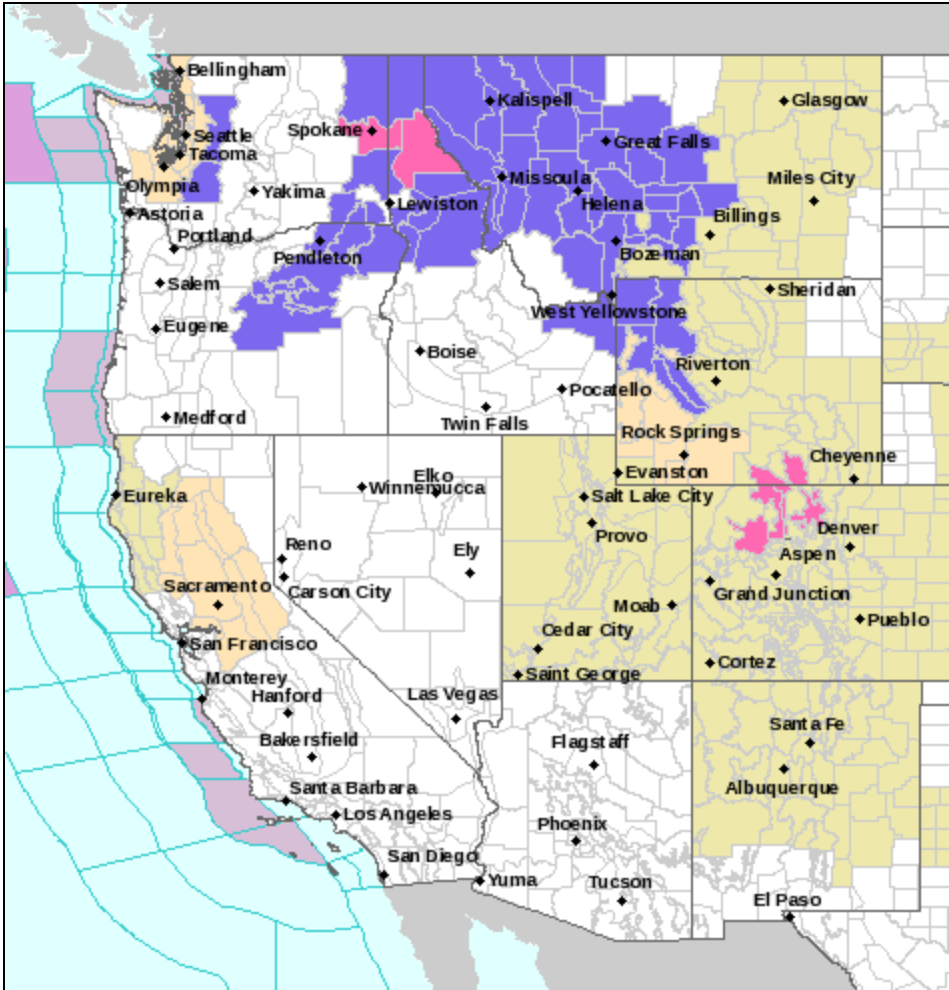 Bellingham
Kalispell
Glasgow
Spokane
Seattle
Great Falls
Tacoma
Olympia
Yakima
Missoula
Miles City
Lewiston
Helena
Astoria
Billings
Portland
Pendleton
Bozeman
Salem
Sheridan
West Yellowstone
Eugene
Boise
Riverton
Pocatello
Medford
Twin Falls
Rock Springs
Cheyenne
Evanston
Elko
Winnemucca
Eureka
Salt Lake City
Provo
Denver
Reno
Ely
Aspen
Sacramento
Carson City
Grand Junction
Moab
Pueblo
Cedar City
San Francisco
Cortez
Saint George
Monterey
Hanford
Las Vegas
Santa Fe
Bakersfield
Flagstaff
Albuquerque
Santa Barbara
Los Angeles
Phoenix
San Diego
Yuma
Tucson
El Paso